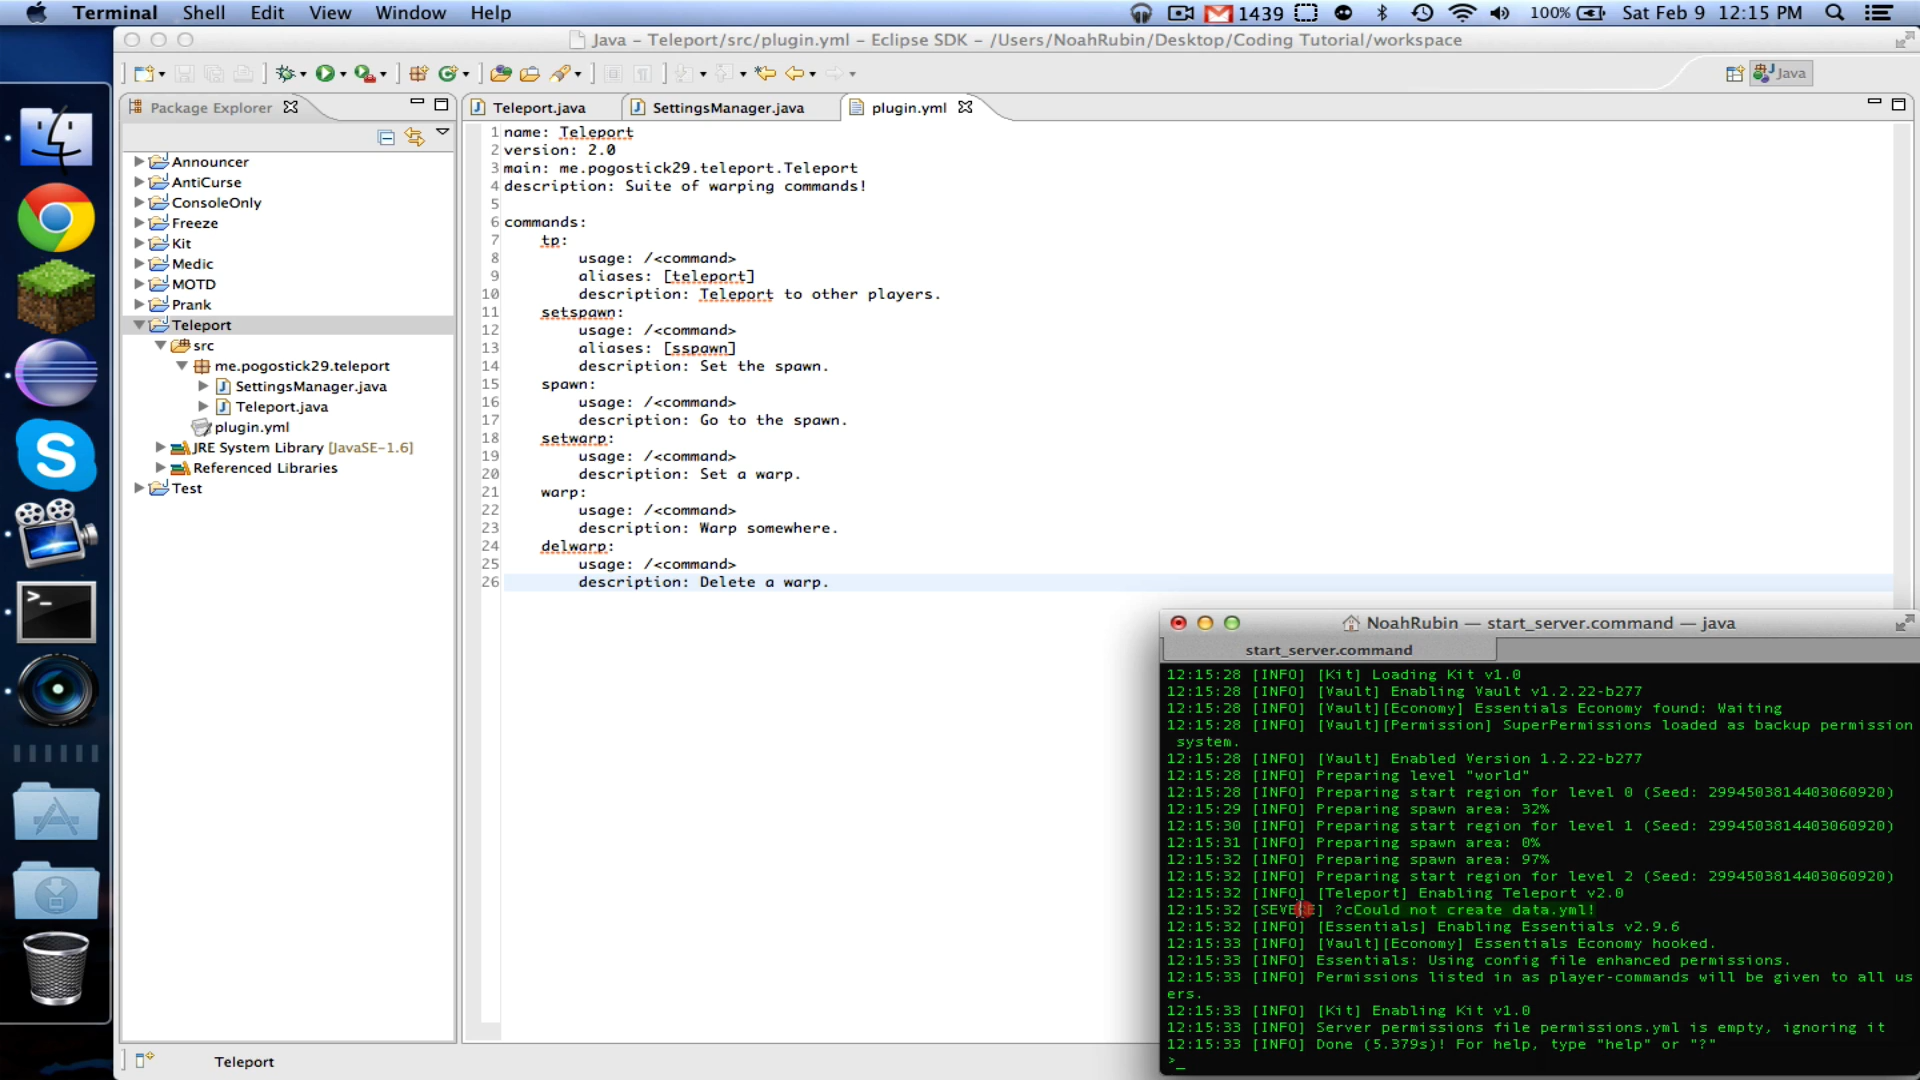 Terminal Shell Edit View Window Help 1439 100% Sat Feb 9 12:15 PM
Java – Teleport/src/plugin.yml – Eclipse SDK – /Users/NoahRubin/Desktop/Coding Tutorial/workspace
Java
Package Explorer
Announcer
AntiCurse
ConsoleOnly
Freeze
Kit
Medic
MOTD
Prank
Teleport
src
me.pogostick29.teleport
SettingsManager.java
Teleport.java
plugin.yml
JRE System Library [JavaSE-1.6]
Referenced Libraries
Test
Teleport.java SettingsManager.java plugin.yml
1 name: Teleport
2 version: 2.0
3 main: me.pogostick29.teleport.Teleport
4 description: Suite of warping commands!
5
6 commands:
7 tp:
8 usage: /<command>
9 aliases: [teleport]
10 description: Teleport to other players.
11 setspawn:
12 usage: /<command>
13 aliases: [sspawn]
14 description: Set the spawn.
15 spawn:
16 usage: /<command>
17 description: Go to the spawn.
18 setwarp:
19 usage: /<command>
20 description: Set a warp.
21 warp:
22 usage: /<command>
23 description: Warp somewhere.
24 delwarp:
25 usage: /<command>
26 description: Delete a warp.
NoahRubin — start_server.command — java
start_server.command
12:15:28 [INFO] [Kit] Loading Kit v1.0
12:15:28 [INFO] [Vault] Enabling Vault v1.2.22-b277
12:15:28 [INFO] [Vault][Economy] Essentials Economy found: Waiting
12:15:28 [INFO] [Vault][Permission] SuperPermissions loaded as backup permission
system.
12:15:28 [INFO] [Vault] Enabled Version 1.2.22-b277
12:15:28 [INFO] Preparing level "world"
12:15:28 [INFO] Preparing start region for level 0 (Seed: 2994503814403060920)
12:15:29 [INFO] Preparing spawn area: 32%
12:15:30 [INFO] Preparing start region for level 1 (Seed: 2994503814403060920)
12:15:31 [INFO] Preparing spawn area: 0%
12:15:32 [INFO] Preparing spawn area: 97%
12:15:32 [INFO] Preparing start region for level 2 (Seed: 2994503814403060920)
12:15:32 [INFO] [Teleport] Enabling Teleport v2.0
12:15:32 [SEVERE] ?cCould not create data.yml!
12:15:32 [INFO] [Essentials] Enabling Essentials v2.9.6
12:15:33 [INFO] [Vault][Economy] Essentials Economy hooked.
12:15:33 [INFO] Essentials: Using config file enhanced permissions.
12:15:33 [INFO] Permissions listed in as player-commands will be given to all us
ers.
12:15:33 [INFO] [Kit] Enabling Kit v1.0
12:15:33 [INFO] Server permissions file permissions.yml is empty, ignoring it
12:15:33 [INFO] Done (5.379s)! For help, type "help" or "?"
>_
Teleport